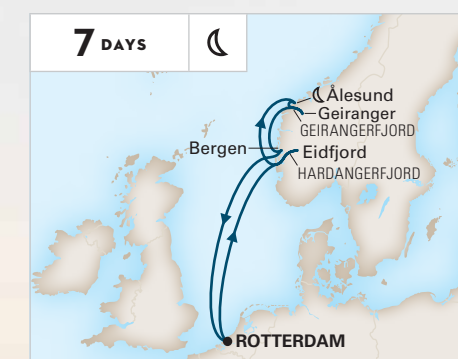 7 DAYS
Ålesund
Geiranger
GEIRANGERFJORD
Bergen
Eidfjord
HARDANGERFJORD
ROTTERDAM